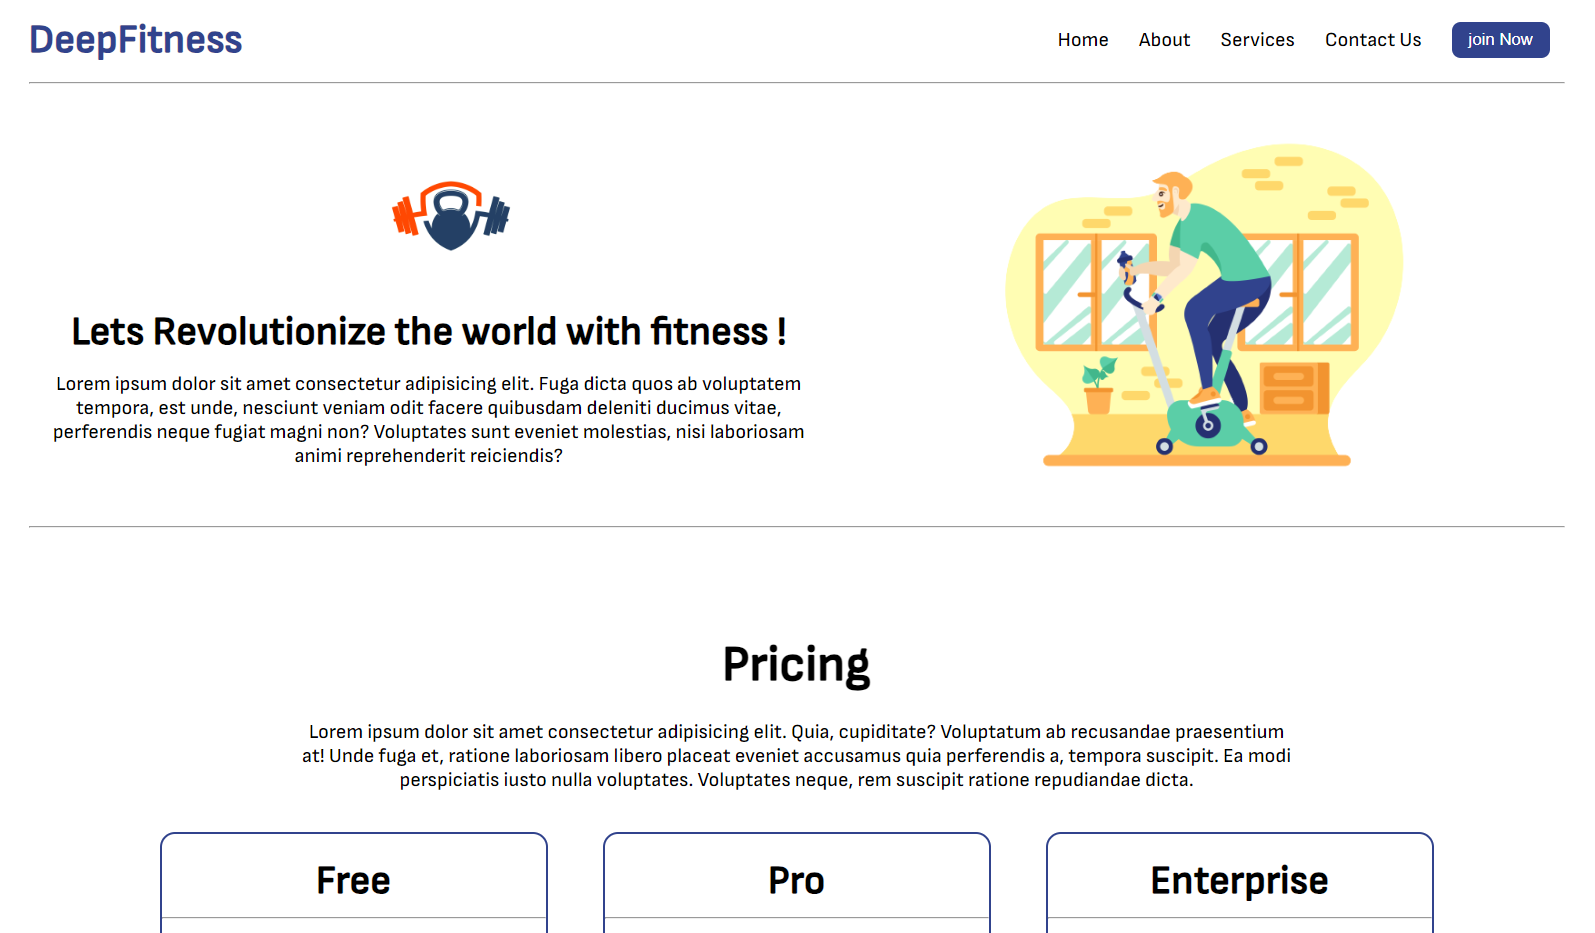 DeepFitness
Home About Services Contact Us join Now
Lets Revolutionize the world with fitness !
Lorem ipsum dolor sit amet consectetur adipisicing elit. Fuga dicta quos ab voluptatem
tempora, est unde, nesciunt veniam odit facere quibusdam deleniti ducimus vitae,
perferendis neque fugiat magni non? Voluptates sunt eveniet molestias, nisi laboriosam
animi reprehenderit reiciendis?
Pricing
Lorem ipsum dolor sit amet consectetur adipisicing elit. Quia, cupiditate? Voluptatum ab recusandae praesentium
at! Unde fuga et, ratione laboriosam libero placeat eveniet accusamus quia perferendis a, tempora suscipit. Ea modi
perspiciatis iusto nulla voluptates. Voluptates neque, rem suscipit ratione repudiandae dicta.
Free
Pro
Enterprise